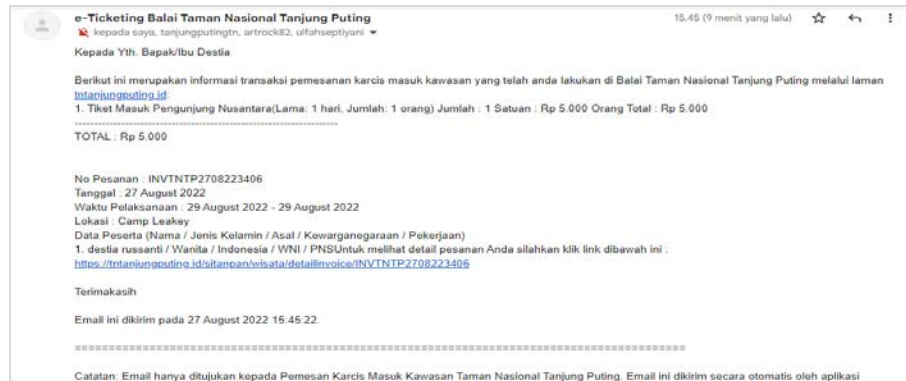 e-Ticketing Balai Taman Nasional Tanjung Puting
15.45 (9 menit yang lalu)
kepada saya, tanjungputingtn, artrock82, ulfahseptiyani
Kepada Yth. Bapak/Ibu Destia
Berikut ini merupakan informasi transaksi pemesanan karcis masuk kawasan yang telah anda lakukan di Balai Taman Nasional Tanjung Puting melalui laman
tntanjungputing.id:
1. Tiket Masuk Pengunjung Nusantara(Lama: 1 hari, Jumlah: 1 orang) Jumlah : 1 Satuan : Rp 5.000 Orang Total : Rp 5.000
----------------------------------------------------------------
TOTAL : Rp 5.000
No Pesanan : INVTNTP2708223406
Tanggal : 27 August 2022
Waktu Pelaksanaan : 29 August 2022 - 29 August 2022
Lokasi : Camp Leakey
Data Peserta (Nama / Jenis Kelamin / Asal / Kewarganegaraan / Pekerjaan)
1. destia russanti / Wanita / Indonesia / WNI / PNSUntuk melihat detail pesanan Anda silahkan klik link dibawah ini :
https://tntanjungputing.id/sitanpan/wisata/detailinvoice/INVTNTP2708223406
Terimakasih
Email ini dikirim pada 27 August 2022 15:45:22.
================================================================================
Catatan: Email hanya ditujukan kepada Pemesan Karcis Masuk Kawasan Taman Nasional Tanjung Puting. Email ini dikirim secara otomatis oleh aplikasi